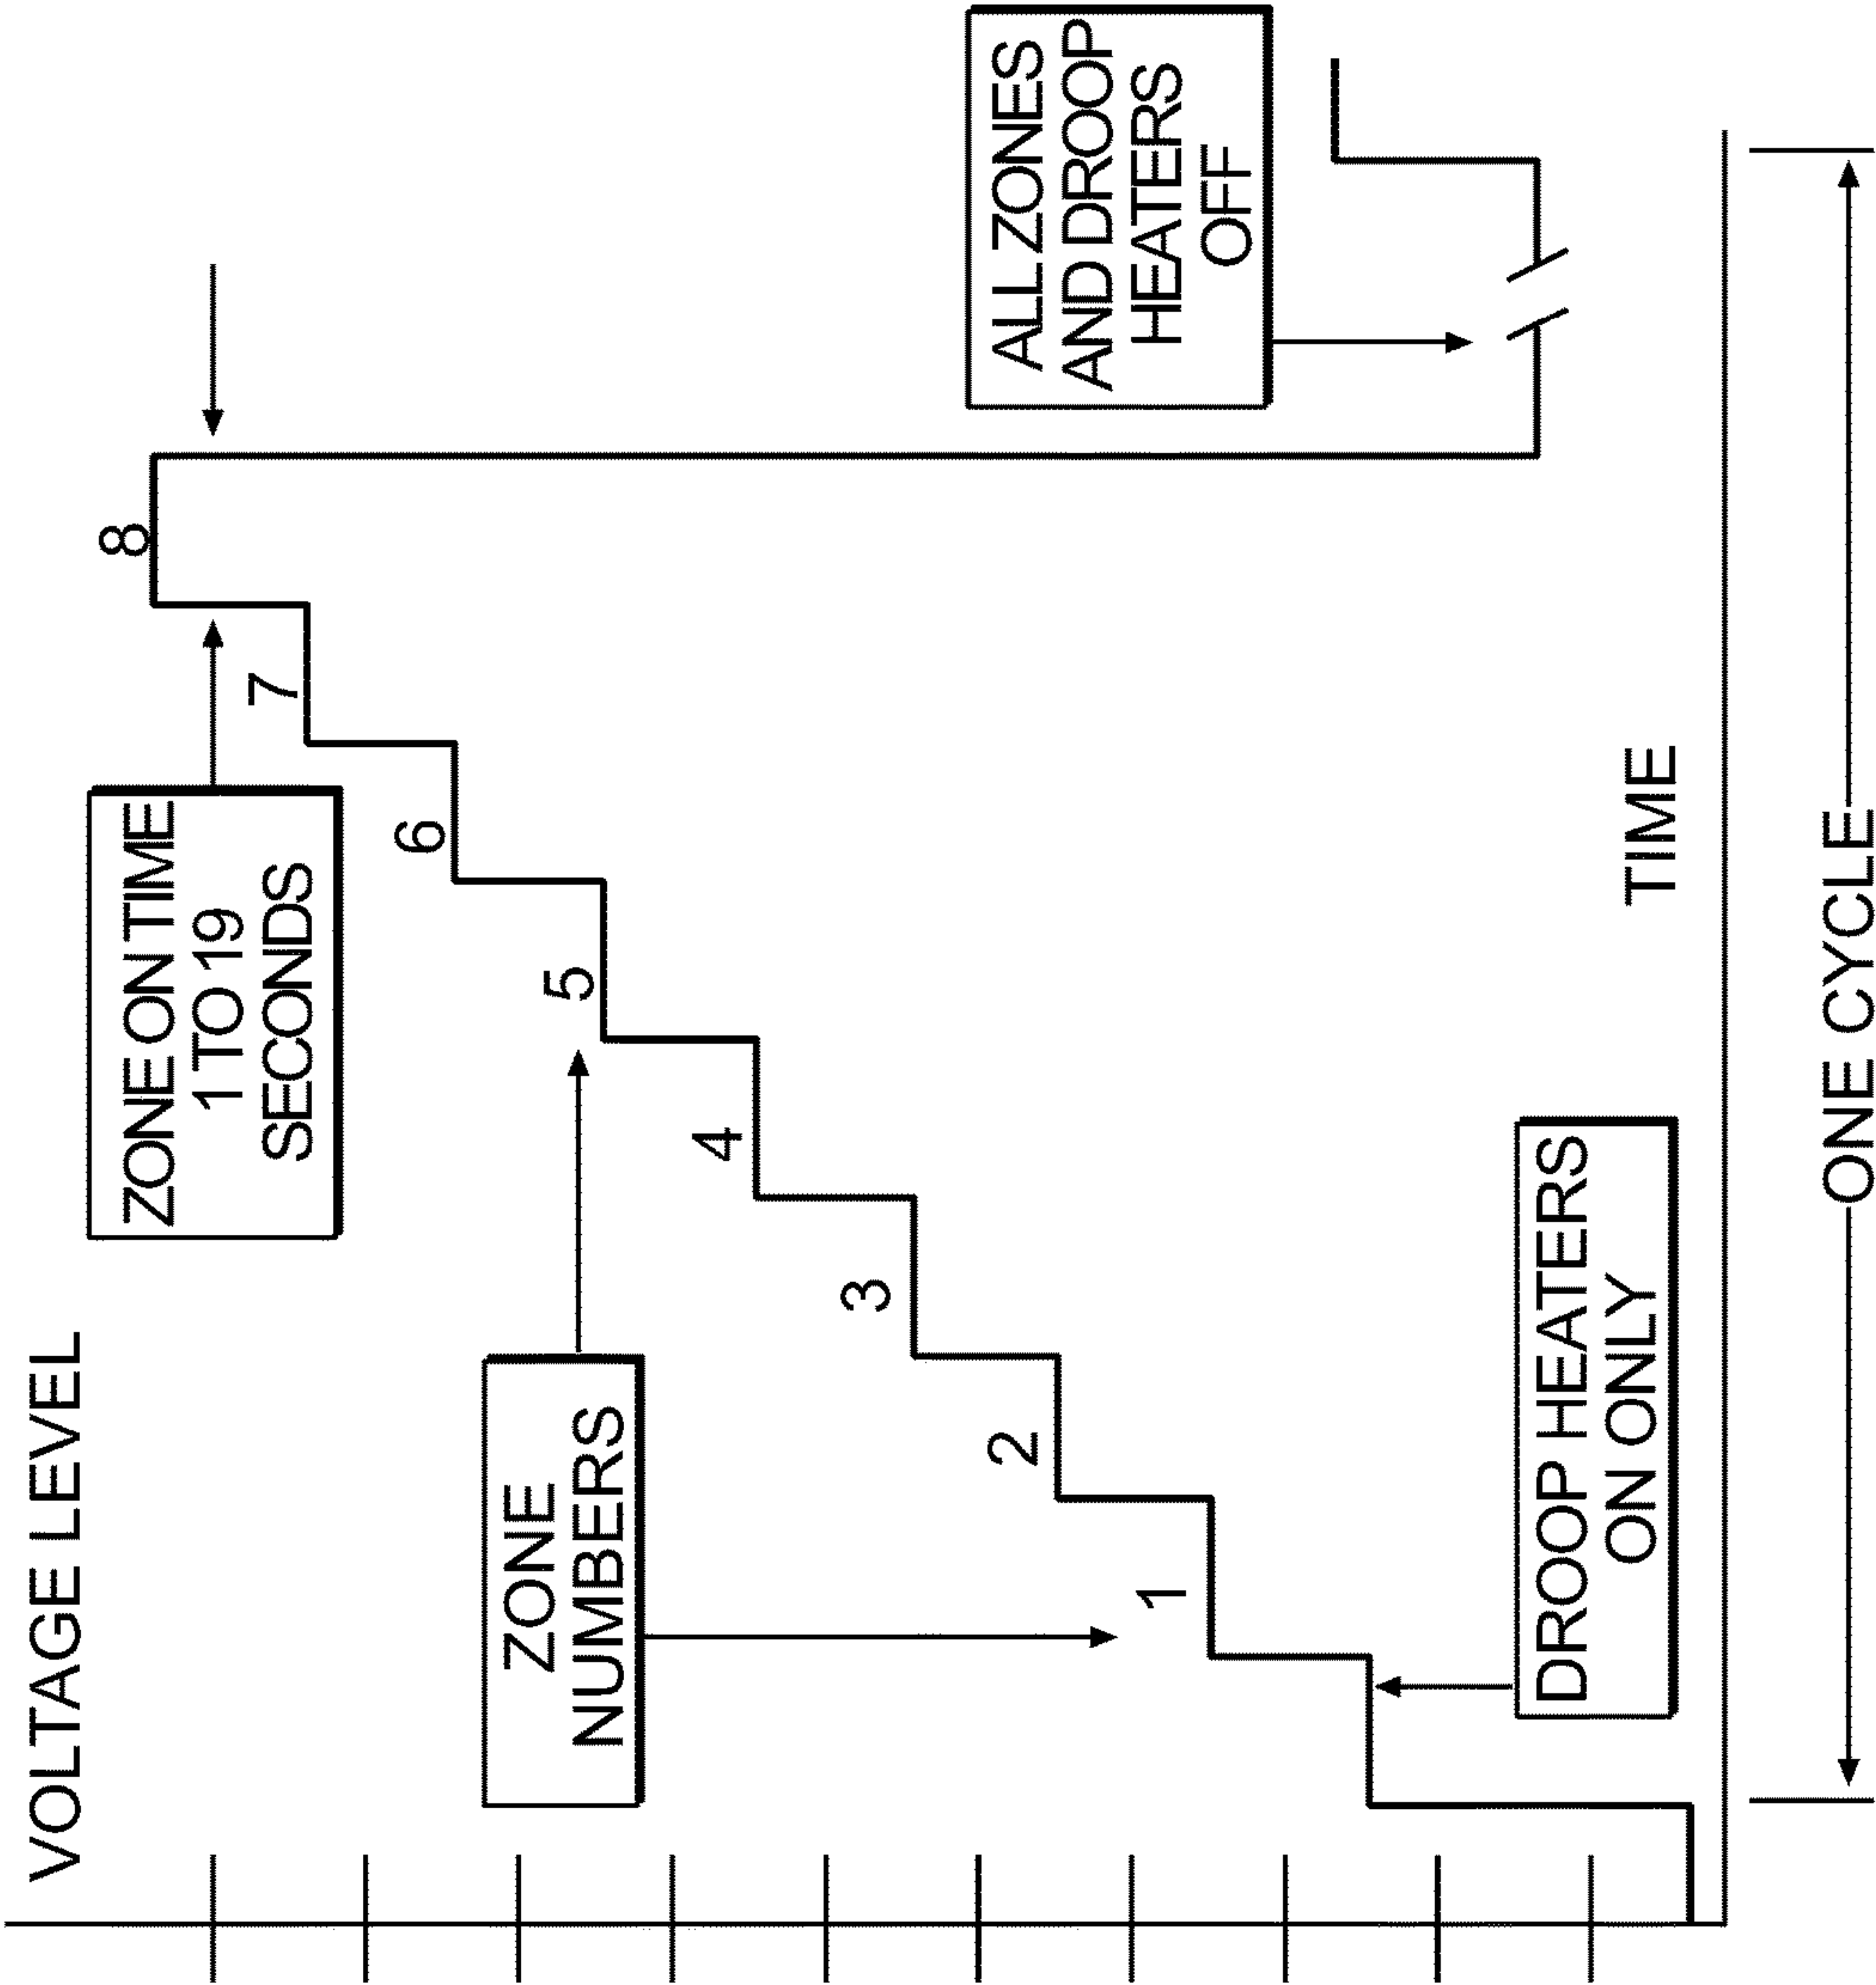 VOLTAGE LEVEL
ZONE ON TIME
1 TO 19
SECONDS
8
7
6
ZONE
NUMBERS
5
4
3
2
1
ALL ZONES
AND DROOP
HEATERS
OFF
DROOP HEATERS
ON ONLY
TIME
ONE CYCLE